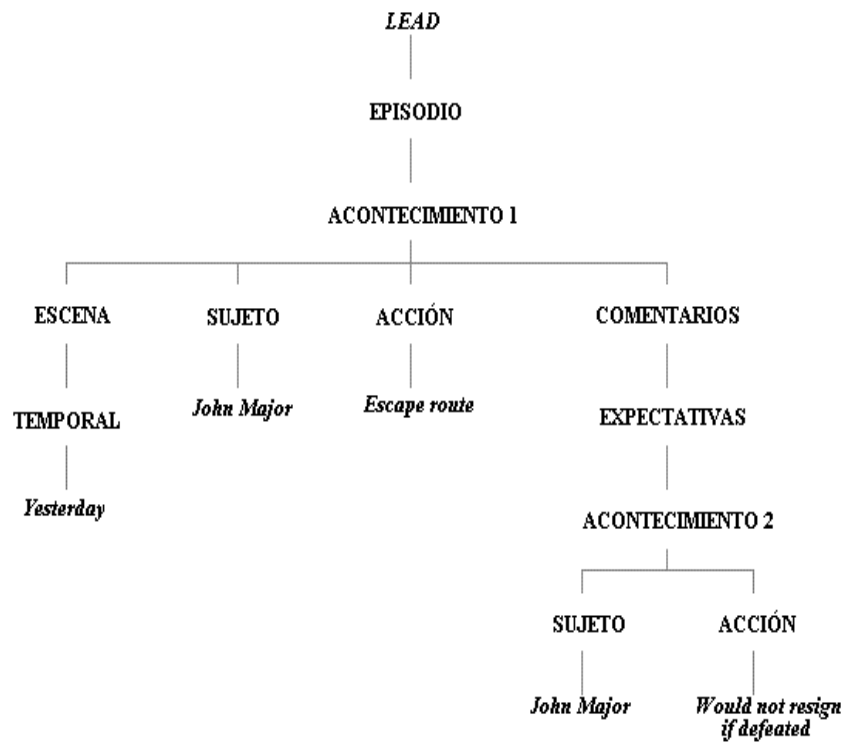 LEAD
EPISODIO
ACONTECIMIENTO 1
ESCENA SUJETO ACCIÓN COMENTARIOS
John Major Escape route
TEMPORAL EXPECTATIVAS
Yesterday
ACONTECIMIENTO 2
SUJETO ACCIÓN
John Major Would not resign
if defeated